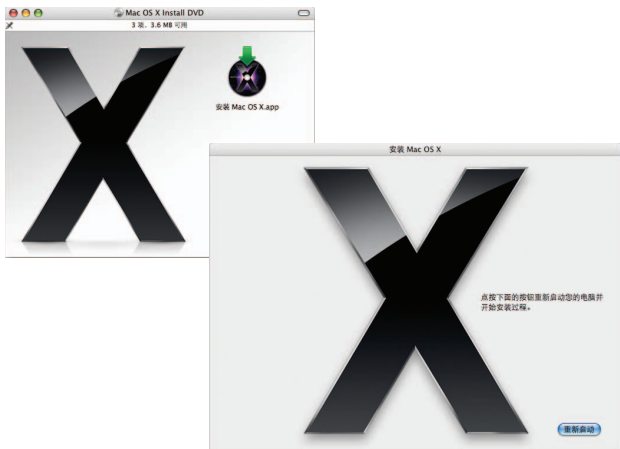 Mac OS X Install DVD
3 项，3.6 MB 可用
安装 Mac OS X.app
安装 Mac OS X
点按下面的按钮重新启动您的电脑并
开始安装过程。
重新启动